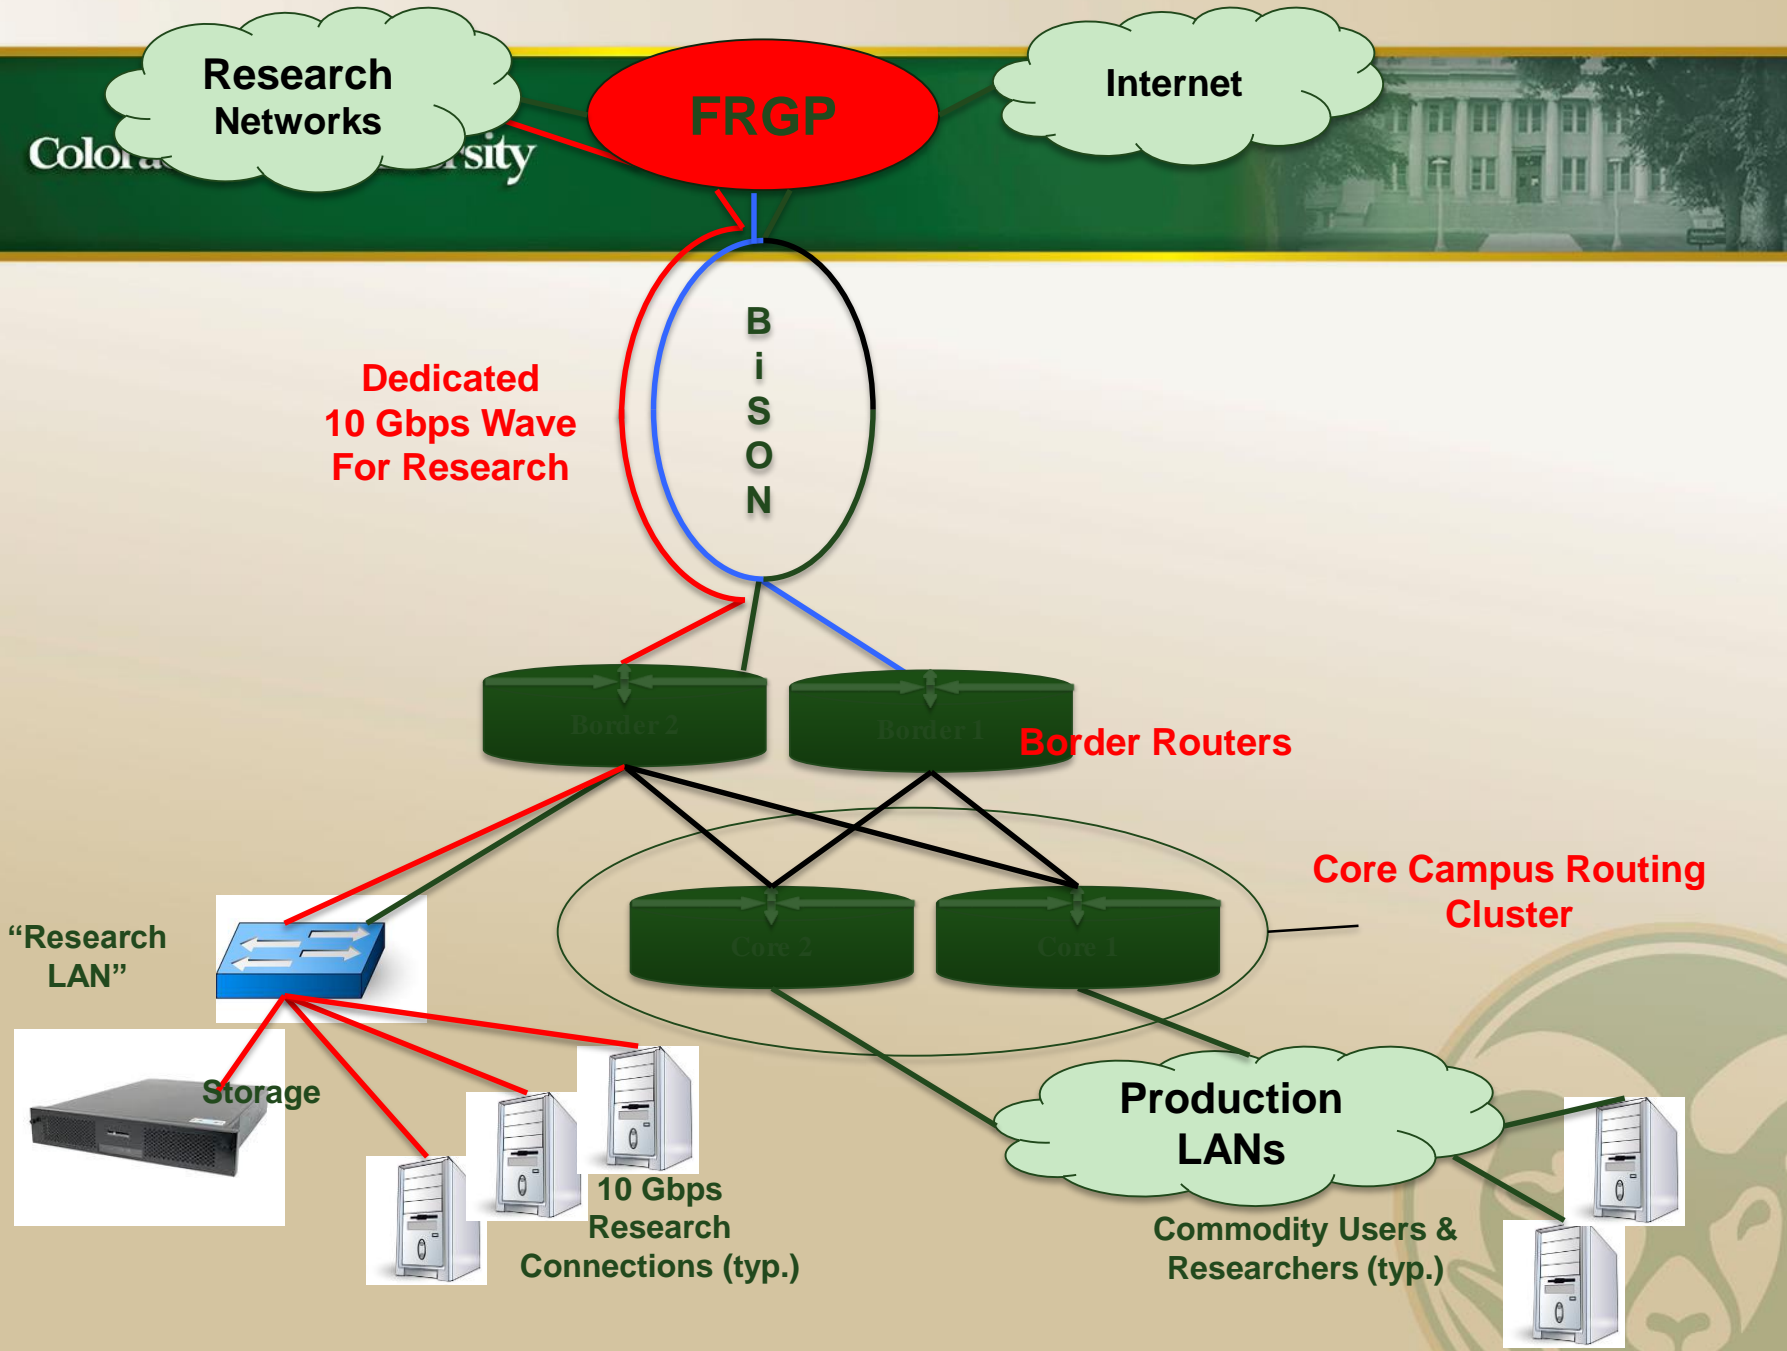 Research
Networks
FRGP
Internet
sity
B
i
S
O
N
Dedicated
10 Gbps Wave
For Research
Border 2
Border 1
Border Routers
Core Campus Routing
Cluster
Core 2
Core 1
“Research
LAN”
Storage
Production
LANs
10 Gbps
Research
Connections (typ.)
Commodity Users &
Researchers (typ.)